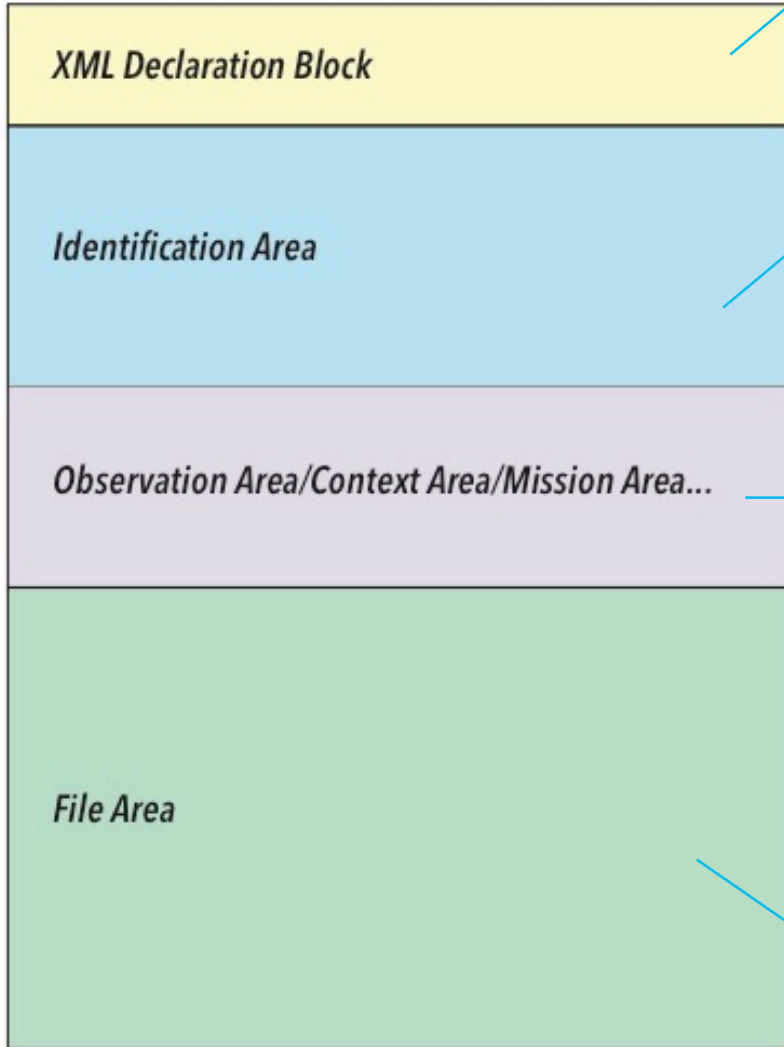 XML Declaration Block
Identification Area
Observation Area/Context Area/Mission Area...
File Area